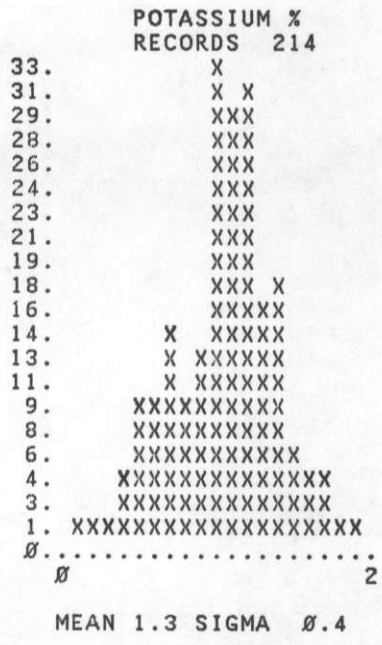 POTASSIUM %
RECORDS  214
33.           X
31.           X X
29.           XXX
28.           XXX
26.           XXX
24.           XXX
23.           XXX
21.           XXX
19.           XXX
18.           XXX X
16.           XXXXX
14.        X  XXXXX
13.        X XXXXXX
11.        X XXXXXX
 9.      XXXXXXXXXX
 8.      XXXXXXXXXX
 6.      XXXXXXXXXXX
 4.     XXXXXXXXXXXXXX
 3.     XXXXXXXXXXXXXX
 1. XXXXXXXXXXXXXXXXXXX
 Ø......................
   Ø                   2
MEAN 1.3 SIGMA  Ø.4